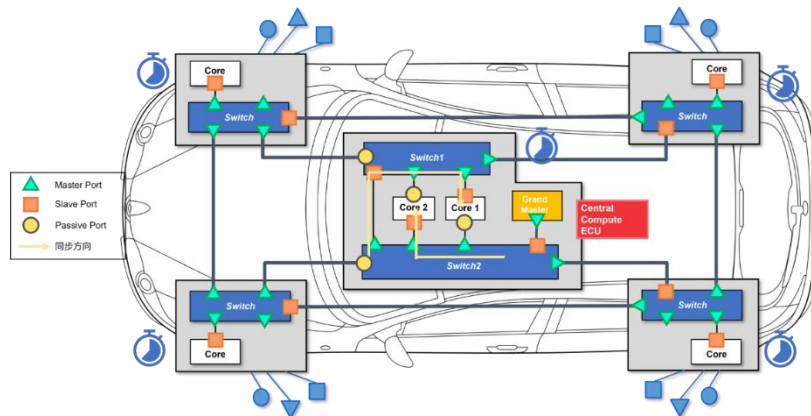 Core
Switch
Core
Switch
Switch1
Core 2
Core 1
Grand
Master
Central
Compute
ECU
Switch2
Master Port
Slave Port
Passive Port
同步方向
Switch
Core
Switch
Core